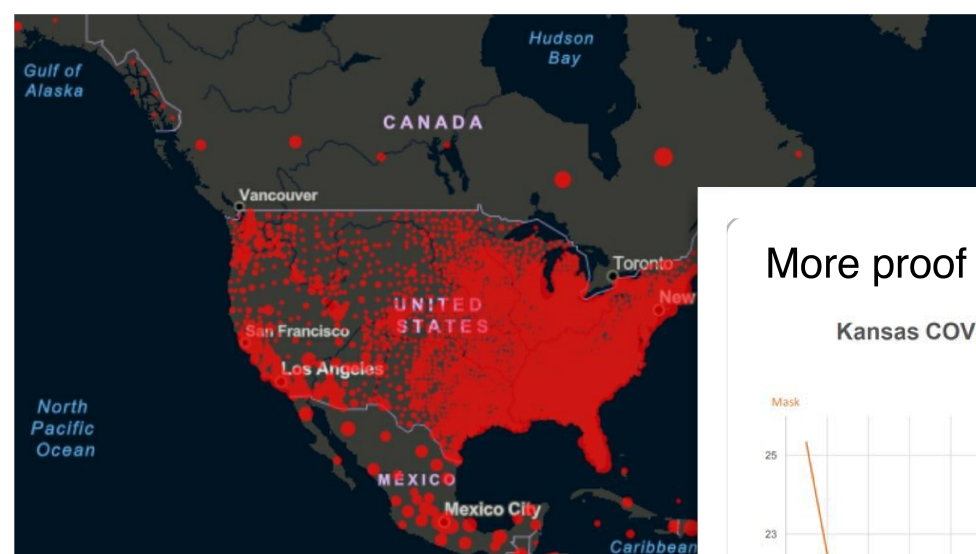 Hudson
Bay
Gulf of
Alaska
CANADA
Vancouver
Toronto
New
UNITED
STATES
San Francisco
Los Angeles
North
Pacific
Ocean
MÉXICO
Mexico City
Caribbean
More proof
Kansas COV
Mask
25
23